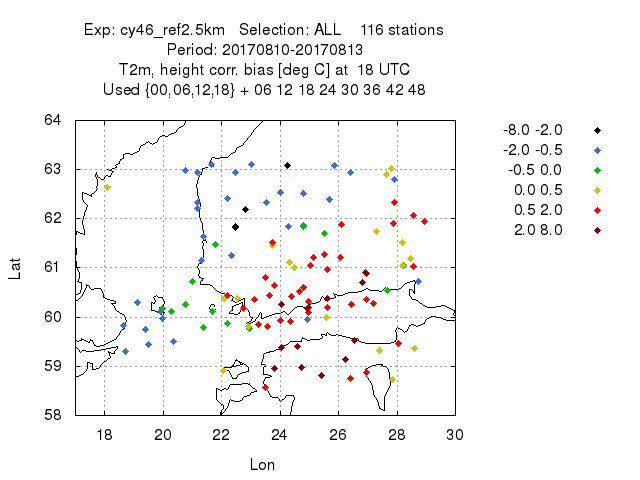 Exp: cy46_ref2.5km Selection: ALL 116 stations
Period: 20170810-20170813
T2m, height corr. bias [deg C] at 18 UTC
Used {00,06,12,18} + 06 12 18 24 30 36 42 48
64
63
62
61
60
59
58
Lat
18 20 22 24 26 28 30
Lon
-8.0 -2.0
-2.0 -0.5
-0.5 0.0
0.0 0.5
0.5 2.0
2.0 8.0